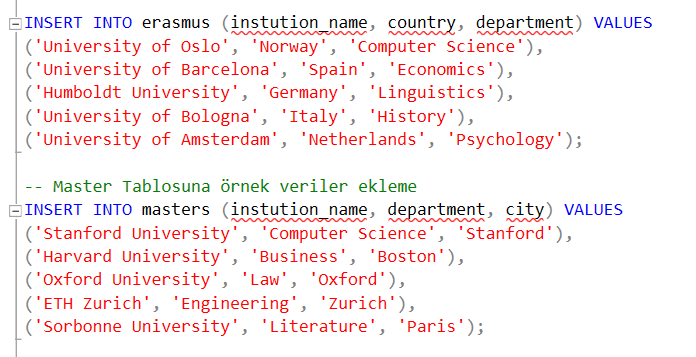 INSERT INTO erasmus (instution_name, country, department) VALUES
('University of Oslo', 'Norway', 'Computer Science'),
('University of Barcelona', 'Spain', 'Economics'),
('Humboldt University', 'Germany', 'Linguistics'),
('University of Bologna', 'Italy', 'History'),
('University of Amsterdam', 'Netherlands', 'Psychology');
-- Master Tablosuna örnek veriler ekleme
INSERT INTO masters (instution_name, department, city) VALUES
('Stanford University', 'Computer Science', 'Stanford'),
('Harvard University', 'Business', 'Boston'),
('Oxford University', 'Law', 'Oxford'),
('ETH Zurich', 'Engineering', 'Zurich'),
('Sorbonne University', 'Literature', 'Paris');